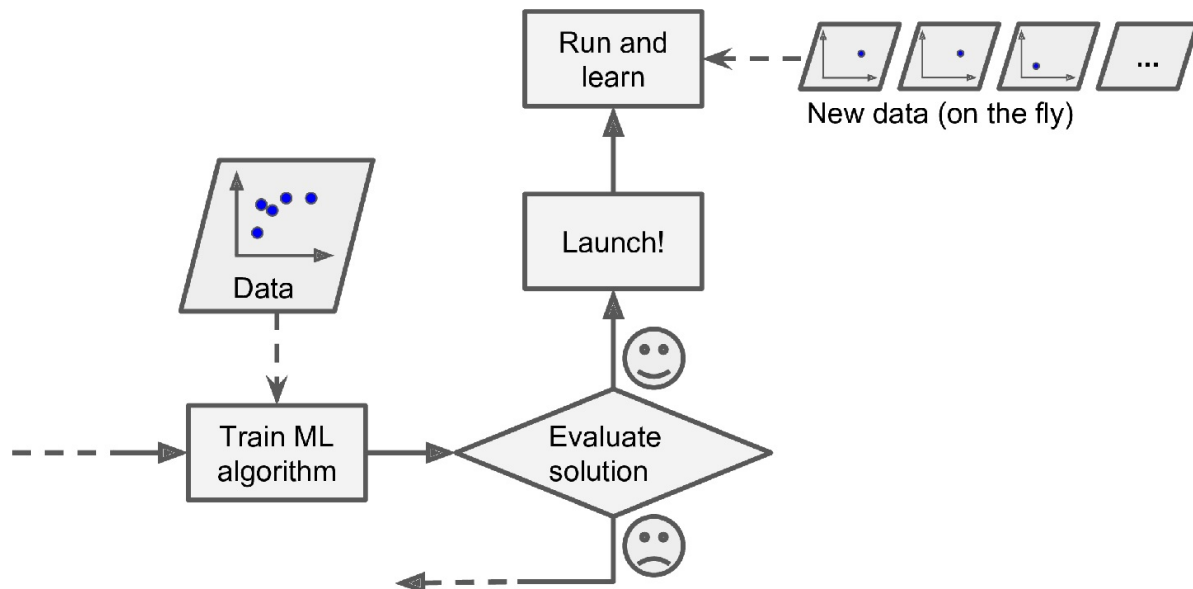 Run and
learn
...
New data (on the fly)
Launch!
Data
Train ML
algorithm
Evaluate
solution